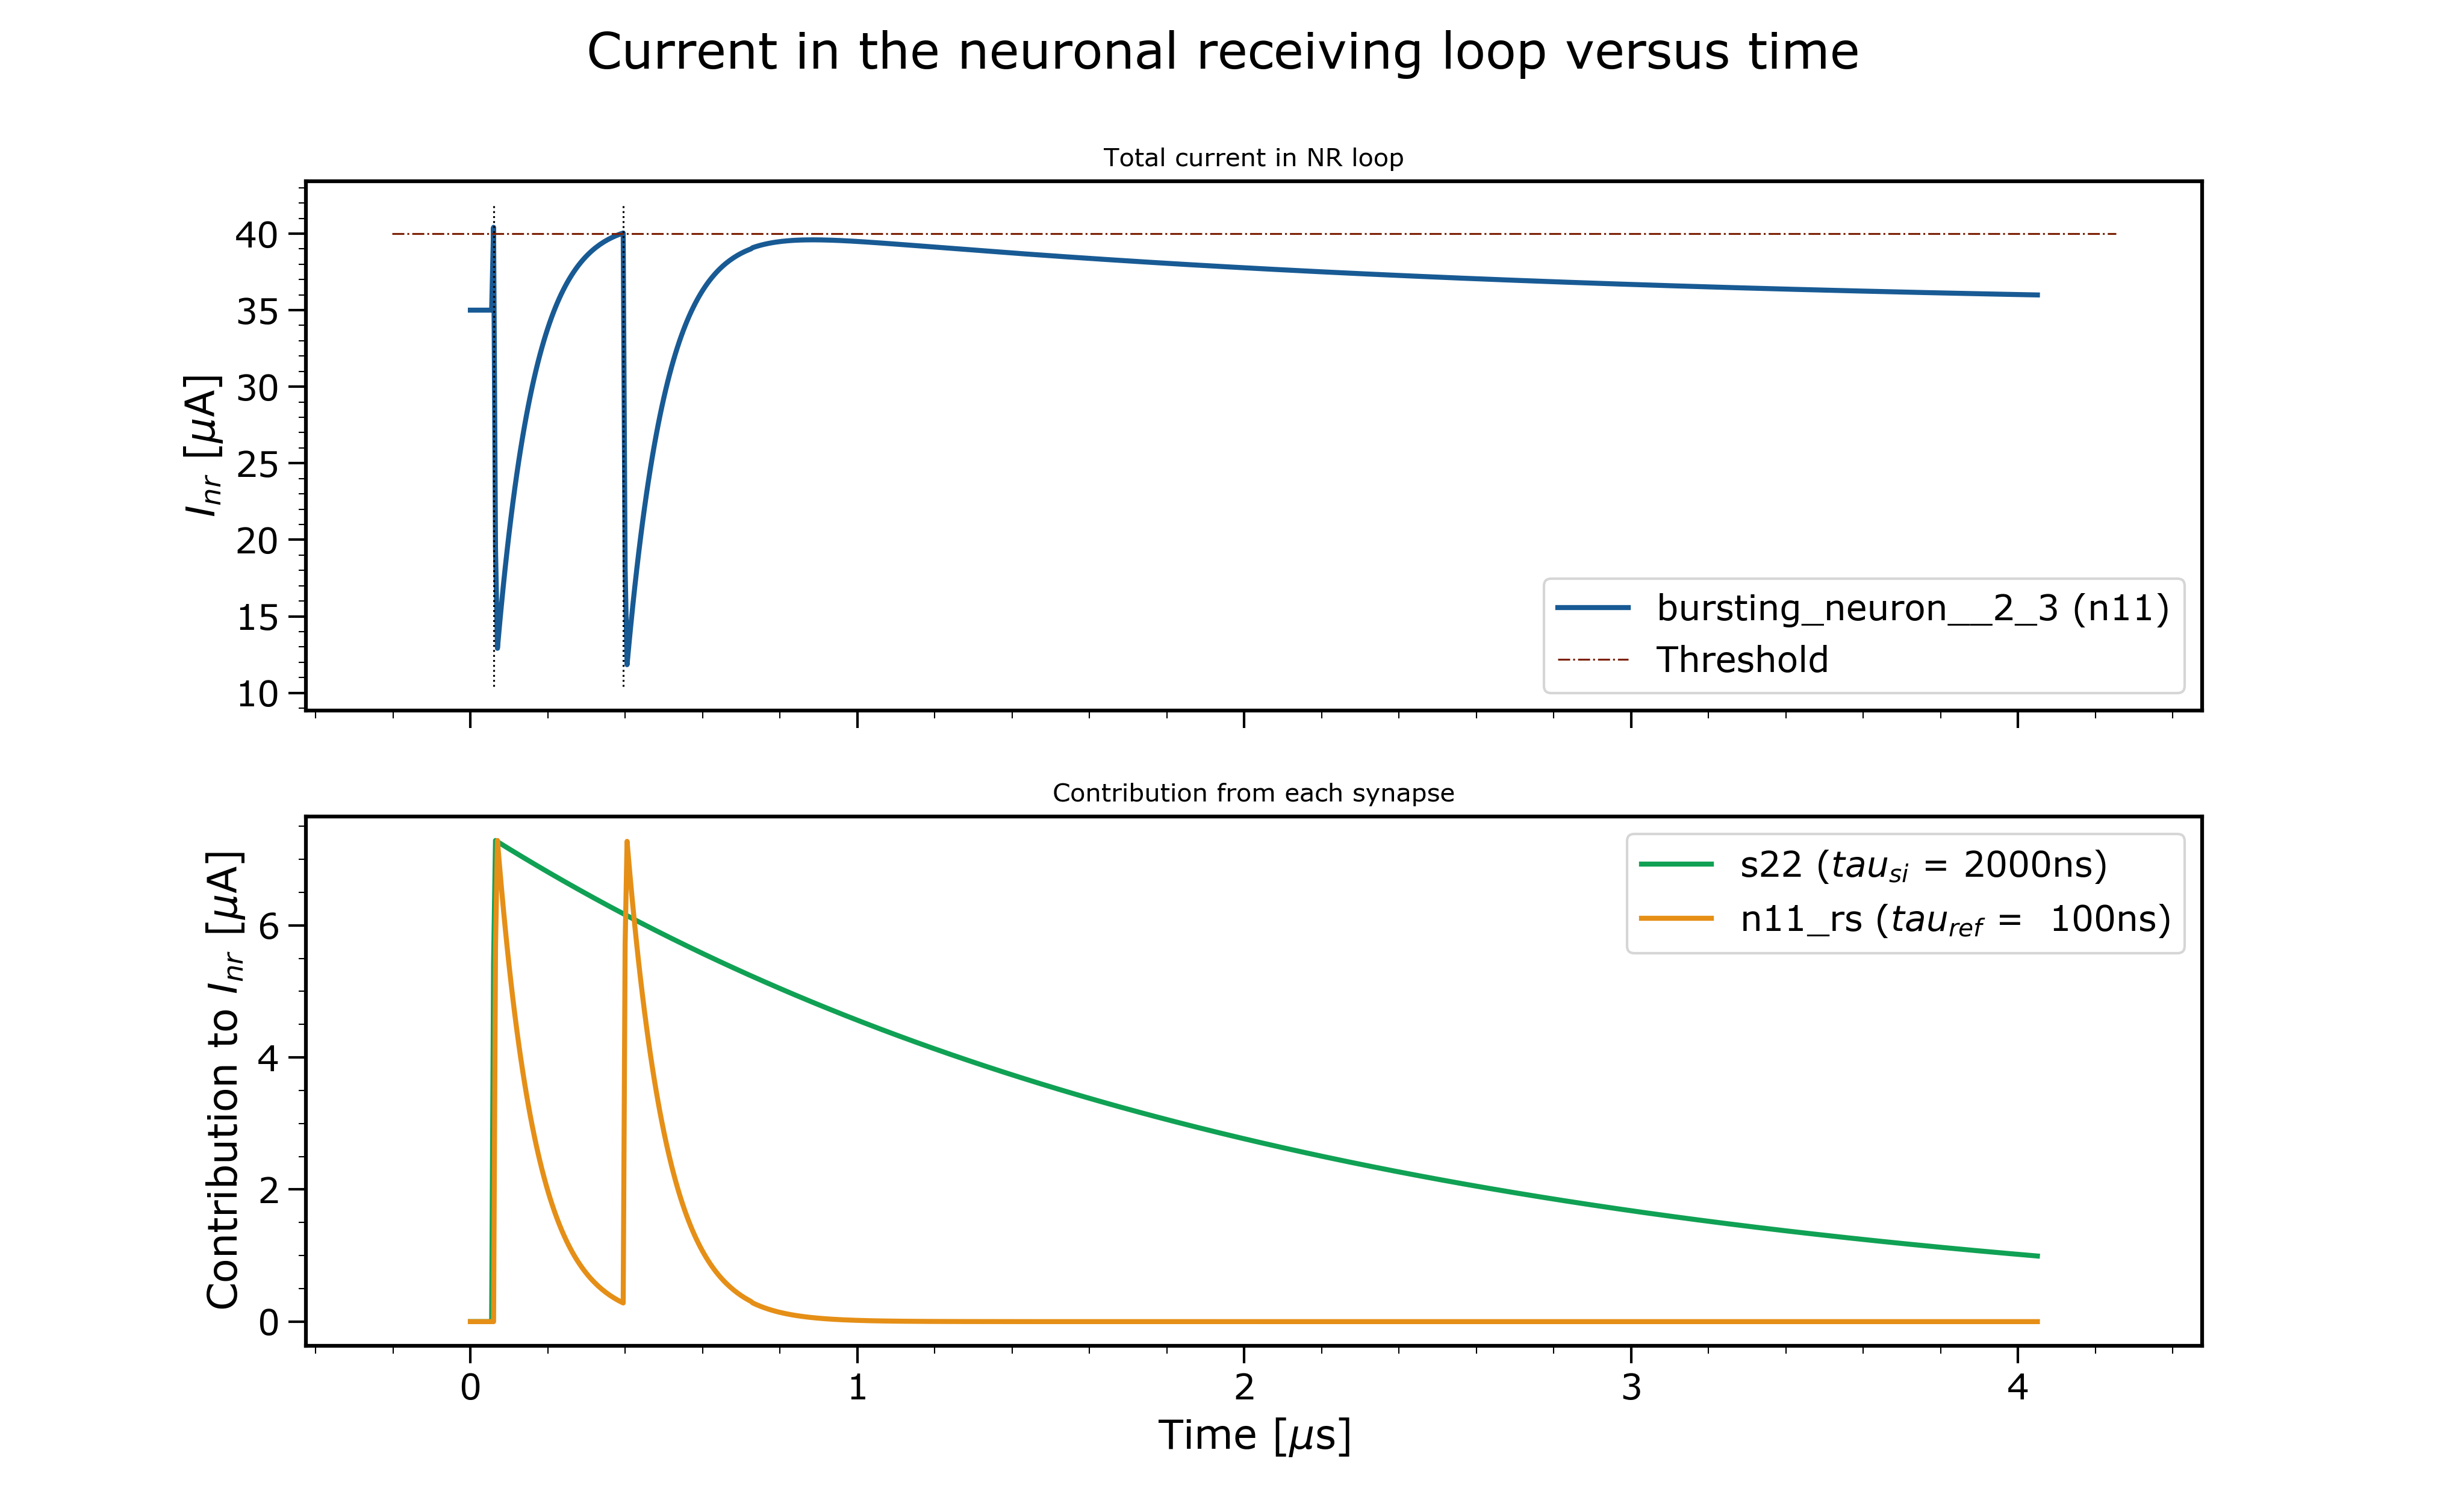 Current in the neuronal receiving loop versus time
Total current in NR loop
40
35
30
25
20
15
10
I_nr [μA]
bursting_neuron__2_3 (n11)
Threshold
Contribution from each synapse
6
4
2
0
Contribution to I_nr [μA]
s22 (tau_si = 2000ns)
n11_rs (tau_ref = 100ns)
0 1 2 3 4
Time [μs]